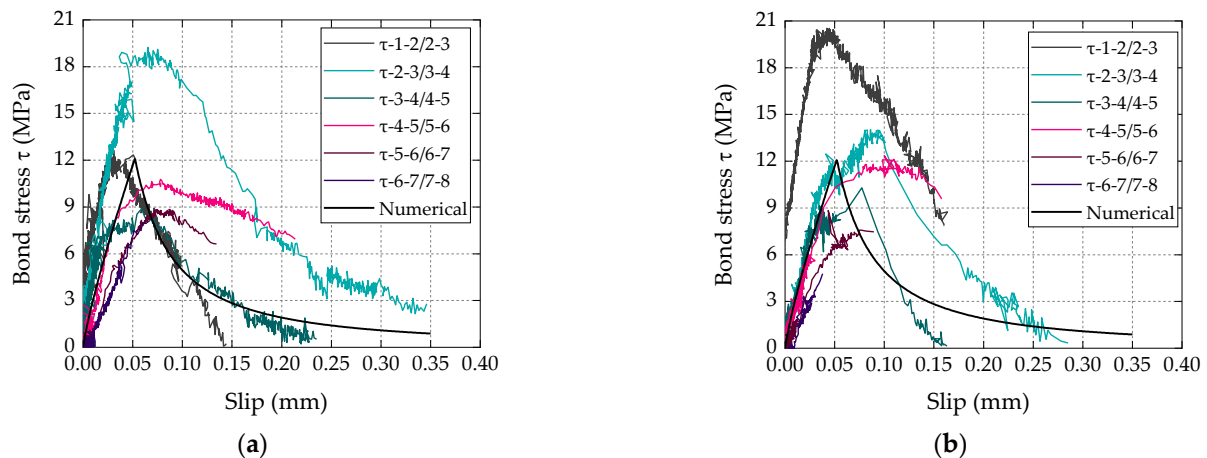 21
18
15
12
9
6
3
0
Bond stress τ (MPa)
τ-1-2/2-3
τ-2-3/3-4
τ-3-4/4-5
τ-4-5/5-6
τ-5-6/6-7
τ-6-7/7-8
Numerical
0.00 0.05 0.10 0.15 0.20 0.25 0.30 0.35 0.40
Slip (mm)
(a)
21
18
15
12
9
6
3
0
Bond stress τ (MPa)
τ-1-2/2-3
τ-2-3/3-4
τ-3-4/4-5
τ-4-5/5-6
τ-5-6/6-7
τ-6-7/7-8
Numerical
0.00 0.05 0.10 0.15 0.20 0.25 0.30 0.35 0.40
Slip (mm)
(b)